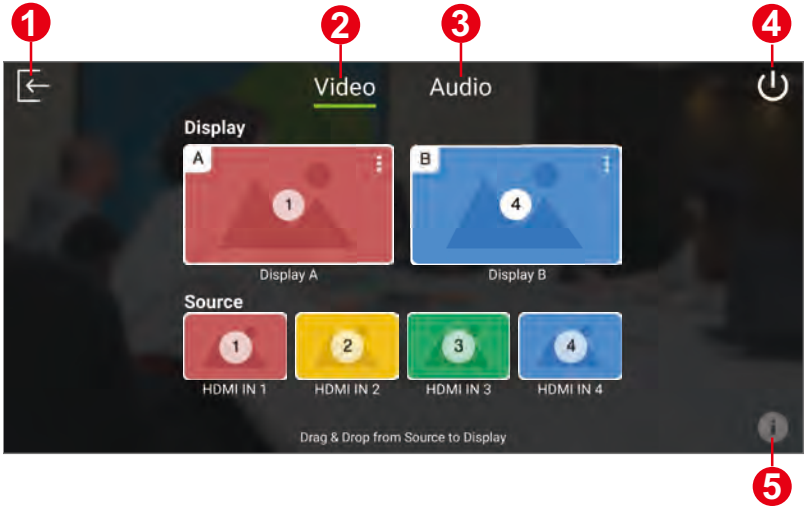 1 2 3 4
Video Audio
Display
A B
1 4
Display A Display B
Source
1 2 3 4
HDMI IN 1 HDMI IN 2 HDMI IN 3 HDMI IN 4
Drag & Drop from Source to Display
i
5